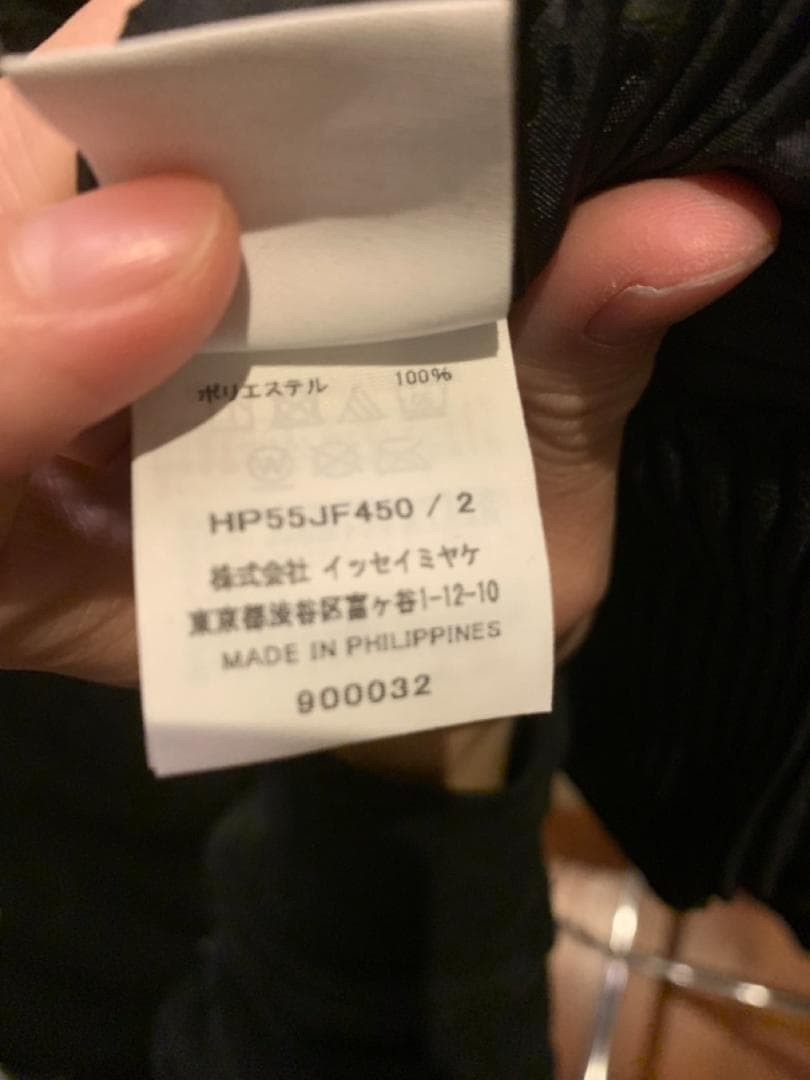 ポリエステル 100%
HP55JF450 / 2
株式会社 イッセイミヤケ
東京都渋谷区富ヶ谷1-12-10
MADE IN PHILIPPINES
900032